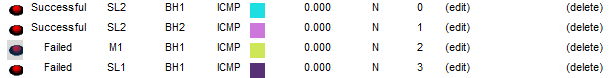 Successful SL2 BH1 ICMP 0.000 N 0 (edit) (delete)
Successful SL2 BH2 ICMP 0.000 N 1 (edit) (delete)
Failed M1 BH1 ICMP 0.000 N 2 (edit) (delete)
Failed SL1 BH1 ICMP 0.000 N 3 (edit) (delete)